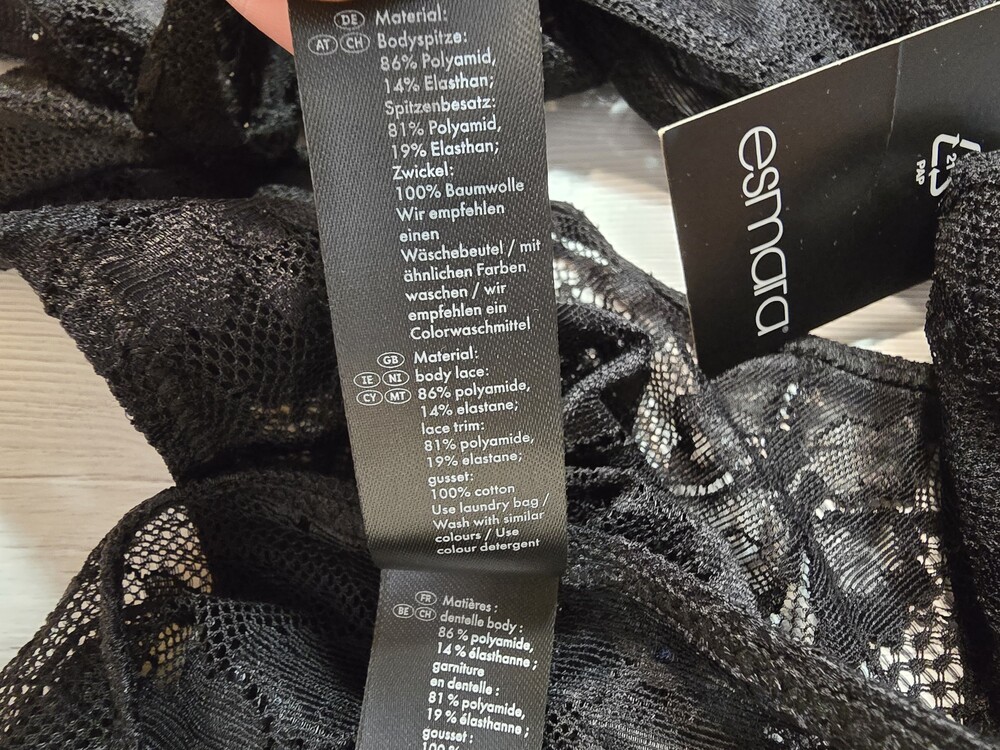 DE Material:
AT CH Bodyspitze:
86% Polyamid,
14% Elasthan;
Spitzenbesatz:
81% Polyamid,
19% Elasthan;
Zwickel:
100% Baumwolle
Wir empfehlen
einen
Wäschebeutel / mit
ähnlichen Farben
waschen / wir
empfehlen ein
Colorwaschmittel
GB Material:
IE NI body lace:
CY MT 86% polyamide,
14% elastane;
lace trim:
81% polyamide,
19% elastane;
gusset:
100% cotton
Use laundry bag /
Wash with similar
colours / Use
colour detergent
FR Matières :
BE CH dentelle body :
86 % polyamide,
14 % élasthanne ;
garniture
en dentelle :
81 % polyamide,
19 % élasthanne ;
gousset :
100 %
esmara®
PAP